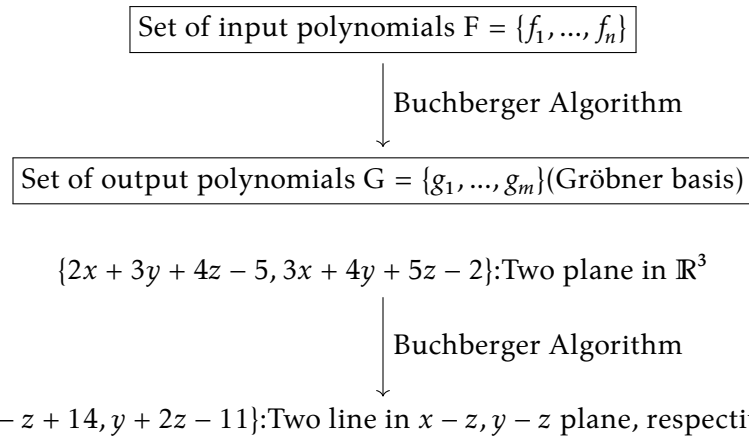 Set of input polynomials F = {f₁, ..., fₙ}
Buchberger Algorithm
Set of output polynomials G = {g₁, ..., gₘ}(Gröbner basis)
{2x + 3y + 4z − 5, 3x + 4y + 5z − 2}:Two plane in ℝ³
Buchberger Algorithm
− z + 14, y + 2z − 11}:Two line in x − z, y − z plane,